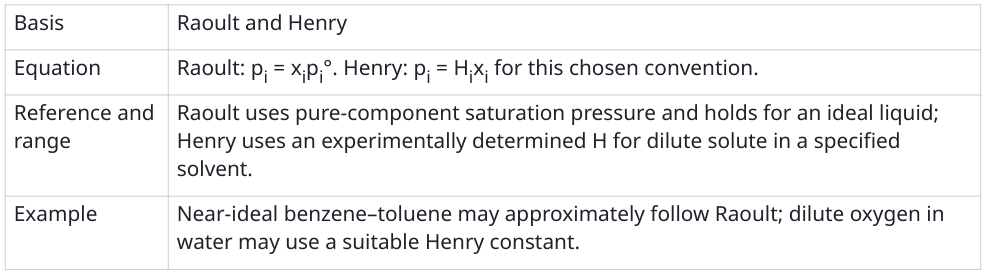 Basis
Raoult and Henry
Equation
Raoult: pᵢ = xᵢpᵢ°. Henry: pᵢ = Hᵢxᵢ for this chosen convention.
Reference and
range
Raoult uses pure-component saturation pressure and holds for an ideal liquid;
Henry uses an experimentally determined H for dilute solute in a specified
solvent.
Example
Near-ideal benzene–toluene may approximately follow Raoult; dilute oxygen in
water may use a suitable Henry constant.